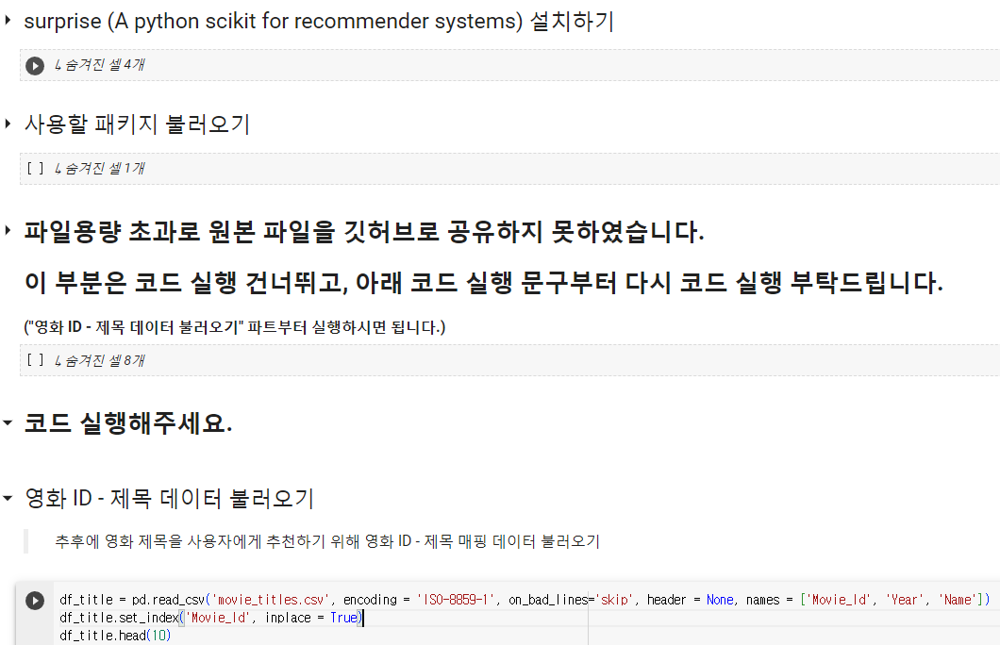 surprise (A python scikit for recommender systems) 설치하기
↳ 숨겨진 셀 4개
사용할 패키지 불러오기
[ ] ↳ 숨겨진 셀 1개
파일용량 초과로 원본 파일을 깃허브로 공유하지 못하였습니다.
이 부분은 코드 실행 건너뛰고, 아래 코드 실행 문구부터 다시 코드 실행 부탁드립니다.
("영화 ID - 제목 데이터 불러오기" 파트부터 실행하시면 됩니다.)
[ ] ↳ 숨겨진 셀 8개
코드 실행해주세요.
영화 ID - 제목 데이터 불러오기
추후에 영화 제목을 사용자에게 추천하기 위해 영화 ID - 제목 매핑 데이터 불러오기
df_title = pd.read_csv('movie_titles.csv', encoding = 'ISO-8859-1', on_bad_lines='skip', header = None, names = ['Movie_Id', 'Year', 'Name'])
df_title.set_index('Movie_Id', inplace = True)
df_title.head(10)